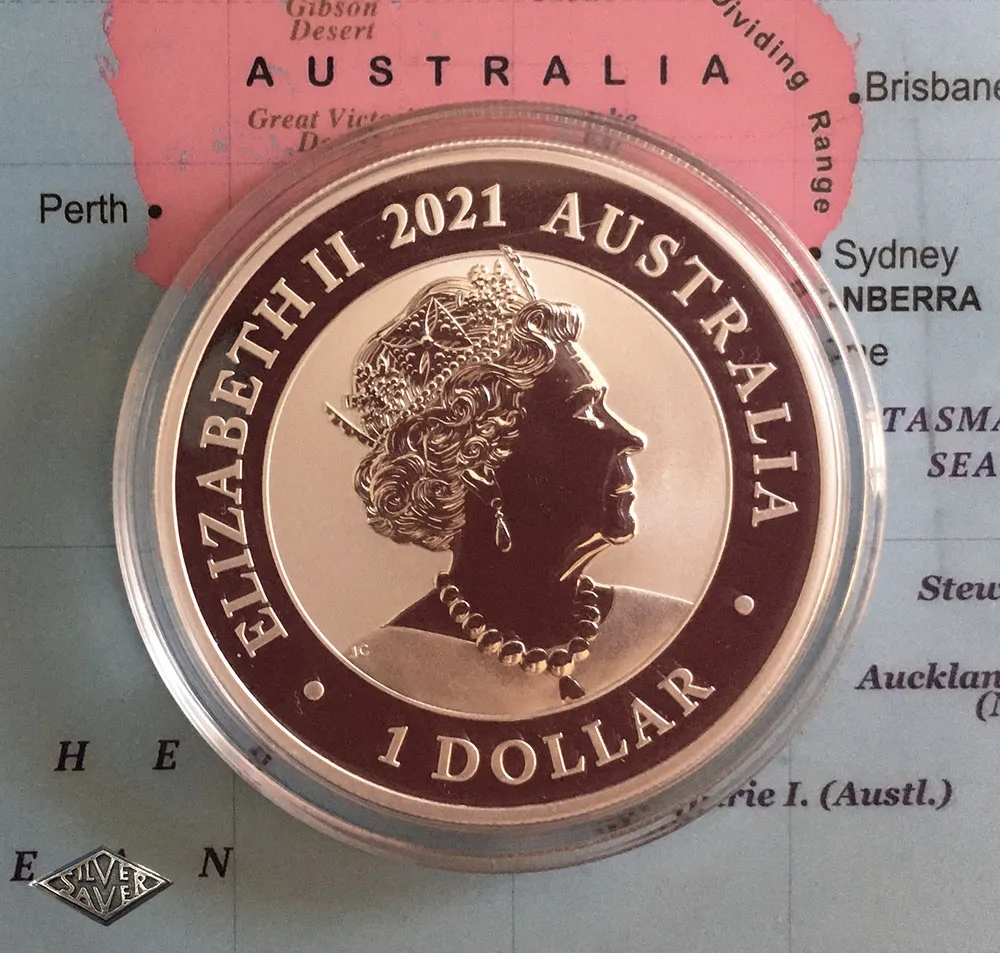 Gibson
Desert
Dividing
Range
AUSTRALIA
Brisbane
Great
Perth
Sydney
NBERRA
ELIZABETH II 2021 AUSTRALIA
TASMA
SEA
JC
Stew
Aucklan
1 DOLLAR
H E
rie I. (Austl.)
E A N
SILVER
SAVER